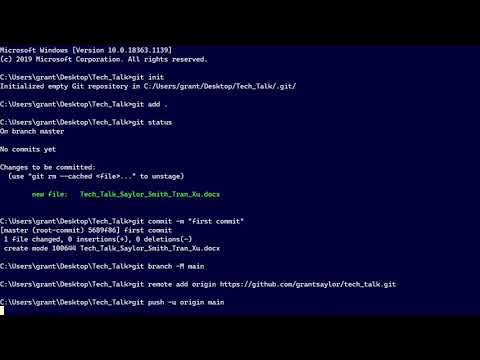 Microsoft Windows [Version 10.0.18363.1139]
(c) 2019 Microsoft Corporation. All rights reserved.
C:\Users\grant\Desktop\Tech_Talk>git init
Initialized empty Git repository in C:/Users/grant/Desktop/Tech_Talk/.git/
C:\Users\grant\Desktop\Tech_Talk>git add .
C:\Users\grant\Desktop\Tech_Talk>git status
On branch master
No commits yet
Changes to be committed:
(use "git rm --cached <file>..." to unstage)
new file: Tech_Talk_Saylor_Smith_Tran_Xu.docx
C:\Users\grant\Desktop\Tech_Talk>git commit -m "first commit"
[master (root-commit) 5689f86] first commit
1 file changed, 0 insertions(+), 0 deletions(-)
create mode 100644 Tech_Talk_Saylor_Smith_Tran_Xu.docx
C:\Users\grant\Desktop\Tech_Talk>git branch -M main
C:\Users\grant\Desktop\Tech_Talk>git remote add origin https://github.com/grantsaylor/tech_talk.git
C:\Users\grant\Desktop\Tech_Talk>git push -u origin main